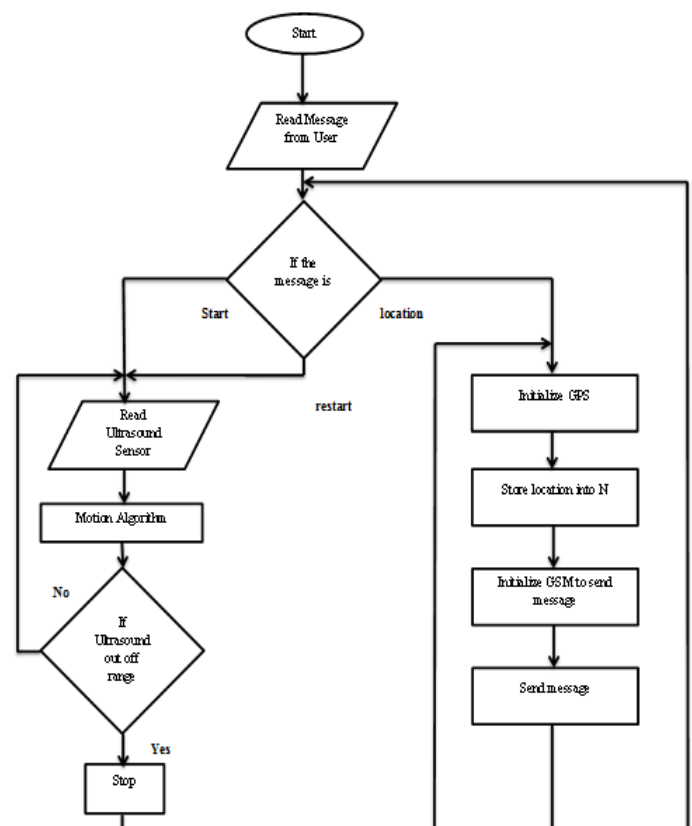 Start
Read Message
from User
If the
message is
Start
location
restart
Read
Ultrasound
Sensor
Motion Algorithm
No
If
Ultrasound
out off
range
Yes
Stop
Initialize GPS
Store location into N
Initialize GSM to send
message
Send message